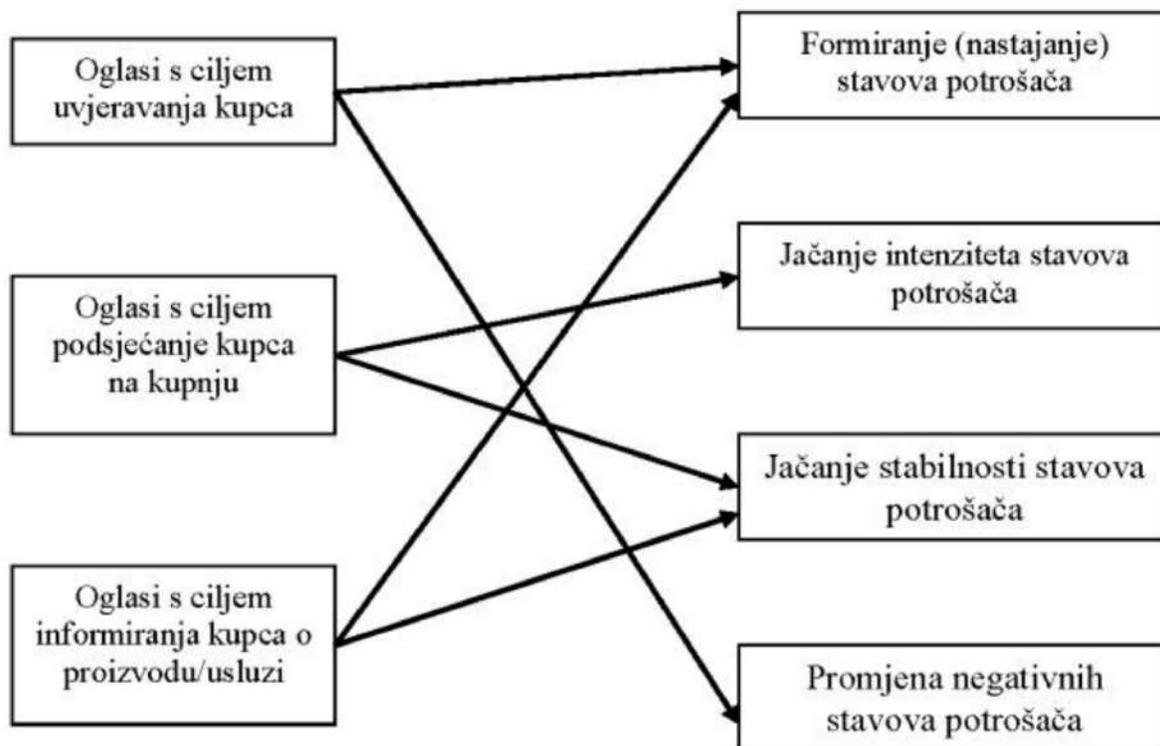 Oglasi s ciljem
uvjeravanja kupca
Oglasi s ciljem
podsjećanje kupca
na kupnju
Oglasi s ciljem
informiranja kupca o
proizvodu/usluzi
Formiranje (nastajanje)
stavova potrošača
Jačanje intenziteta stavova
potrošača
Jačanje stabilnosti stavova
potrošača
Promjena negativnih
stavova potrošača